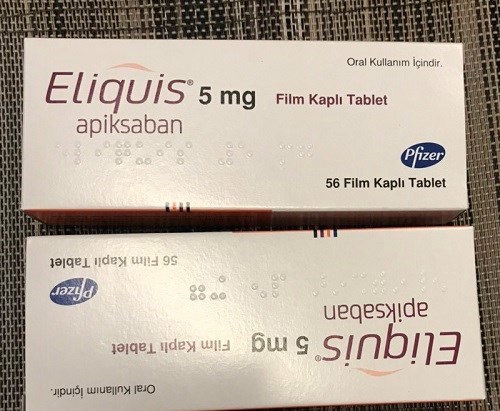 Oral Kullanım İçindir.
Eliquis® 5 mg Film Kaplı Tablet
apiksaban
Pfizer
56 Film Kaplı Tablet
56 Film Kaplı Tablet
Pfizer
apiksaban
Eliquis® 5 mg Film Kaplı Tablet
Oral Kullanım İçindir.